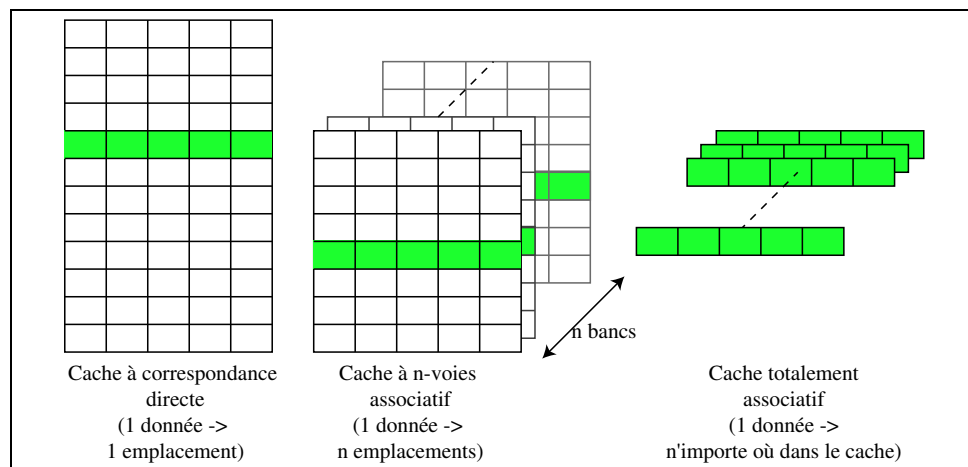 n bancs
Cache à correspondance
directe
(1 donnée ->
1 emplacement)
Cache à n-voies
associatif
(1 donnée ->
n emplacements)
Cache totalement
associatif
(1 donnée ->
n'importe où dans le cache)